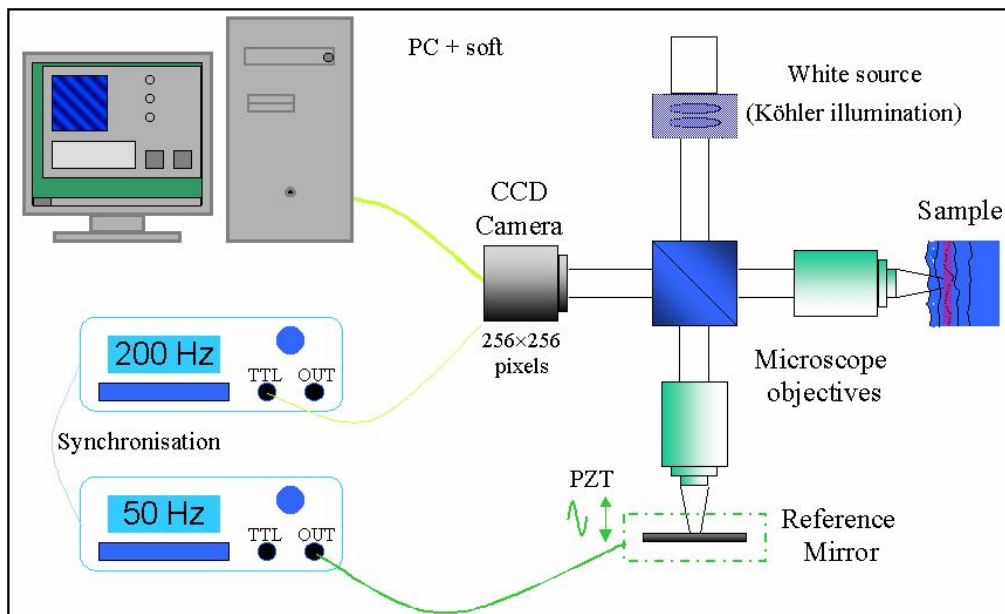 PC + soft
White source
(Köhler illumination)
CCD
Camera
Sample
256×256
pixels
Microscope
objectives
200 Hz
TTL
OUT
Synchronisation
50 Hz
TTL
OUT
PZT
Reference
Mirror